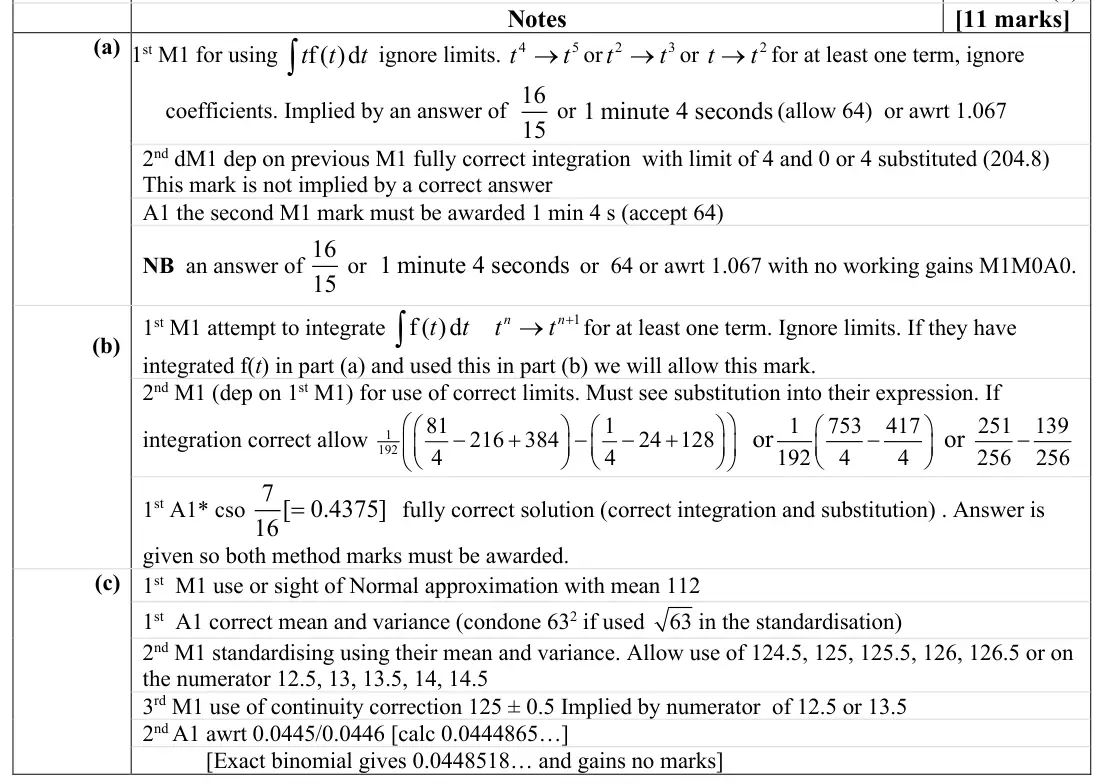 Notes [11 marks]
(a) 1st M1 for using ∫tf(t)dt ignore limits. t⁴ → t⁵ or t² → t³ or t → t² for at least one term, ignore
coefficients. Implied by an answer of 16/15 or 1 minute 4 seconds (allow 64) or awrt 1.067
2nd dM1 dep on previous M1 fully correct integration with limit of 4 and 0 or 4 substituted (204.8)
This mark is not implied by a correct answer
A1 the second M1 mark must be awarded 1 min 4 s (accept 64)
NB an answer of 16/15 or 1 minute 4 seconds or 64 or awrt 1.067 with no working gains M1M0A0.
(b) 1st M1 attempt to integrate ∫f(t)dt tⁿ → tⁿ⁺¹ for at least one term. Ignore limits. If they have
integrated f(t) in part (a) and used this in part (b) we will allow this mark.
2nd M1 (dep on 1st M1) for use of correct limits. Must see substitution into their expression. If
integration correct allow 1/192((81/4 − 216 + 384) − (1/4 − 24 + 128)) or 1/192(753/4 − 417/4) or 251/256 − 139/256
1st A1* cso 7/16 [= 0.4375] fully correct solution (correct integration and substitution) . Answer is
given so both method marks must be awarded.
(c) 1st M1 use or sight of Normal approximation with mean 112
1st A1 correct mean and variance (condone 63² if used √63 in the standardisation)
2nd M1 standardising using their mean and variance. Allow use of 124.5, 125, 125.5, 126, 126.5 or on
the numerator 12.5, 13, 13.5, 14, 14.5
3rd M1 use of continuity correction 125 ± 0.5 Implied by numerator of 12.5 or 13.5
2nd A1 awrt 0.0445/0.0446 [calc 0.0444865…]
[Exact binomial gives 0.0448518… and gains no marks]